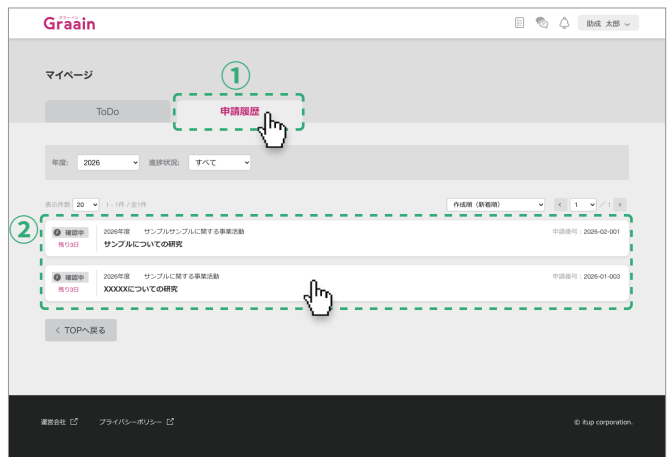 グラーイン
Graain
助成 太郎
マイページ
①
ToDo
申請履歴
年度: 2026 進捗状況: すべて
表示件数 20 1 - 1件 / 全1件 作成順（新着順） 1 / 1
②
確認中 2026年度 サンプルサンプルに関する事業活動 申請番号：2026-02-001
残り3日 サンプルについての研究
確認中 2026年度 サンプルに関する事業活動 申請番号：2026-01-003
残り3日 XXXXXについての研究
TOPへ戻る
運営会社 プライバシーポリシー © itup corporation.